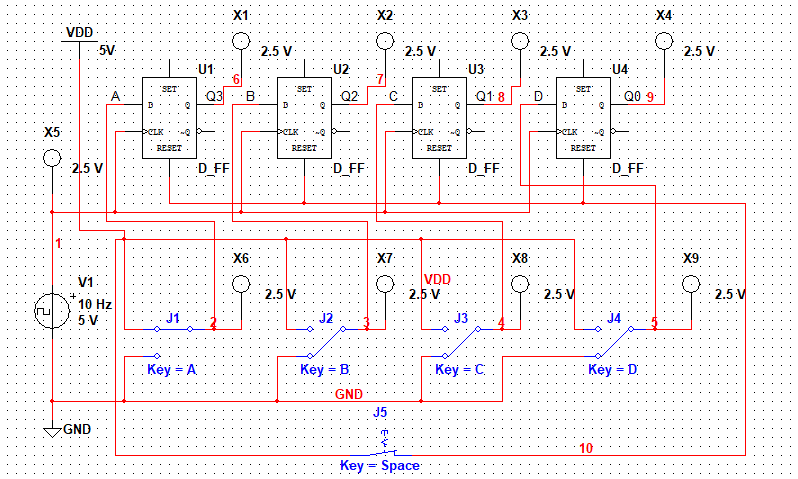 X1 X2 X3 X4
VDD
5V 2.5 V 2.5 V 2.5 V 2.5 V
U1 U2 U3 U4
6 7
SET SET SET SET
A D Q Q3 B D Q Q2 C D Q 8 Q1 D D Q Q0 9
X5
CLK ~Q CLK ~Q CLK ~Q CLK ~Q
RESET RESET RESET RESET
2.5 V D_FF D_FF D_FF D_FF
1
X6 X7 X8 X9
V1 VDD
+ 2.5 V 2.5 V 2.5 V 2.5 V
10 Hz
5 V
J1 2 J2 3 J3 4 J4 5
Key = A Key = B Key = C Key = D
GND
J5
GND
10
Key = Space